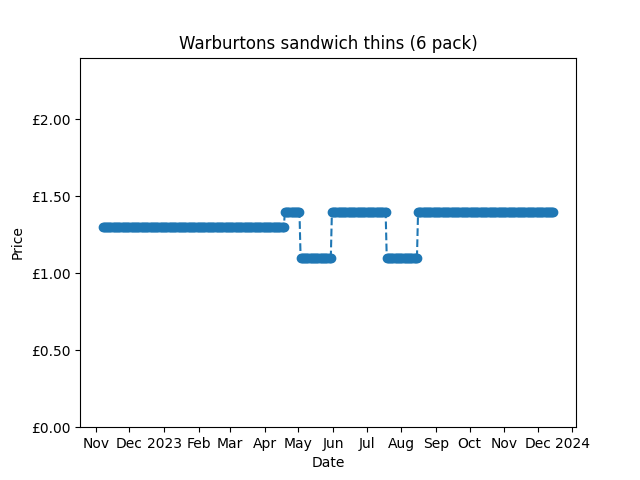 Warburtons sandwich thins (6 pack)
£2.00
£1.50
£1.00
£0.50
£0.00
Price
Nov Dec 2023 Feb Mar Apr May Jun Jul Aug Sep Oct Nov Dec 2024
Date